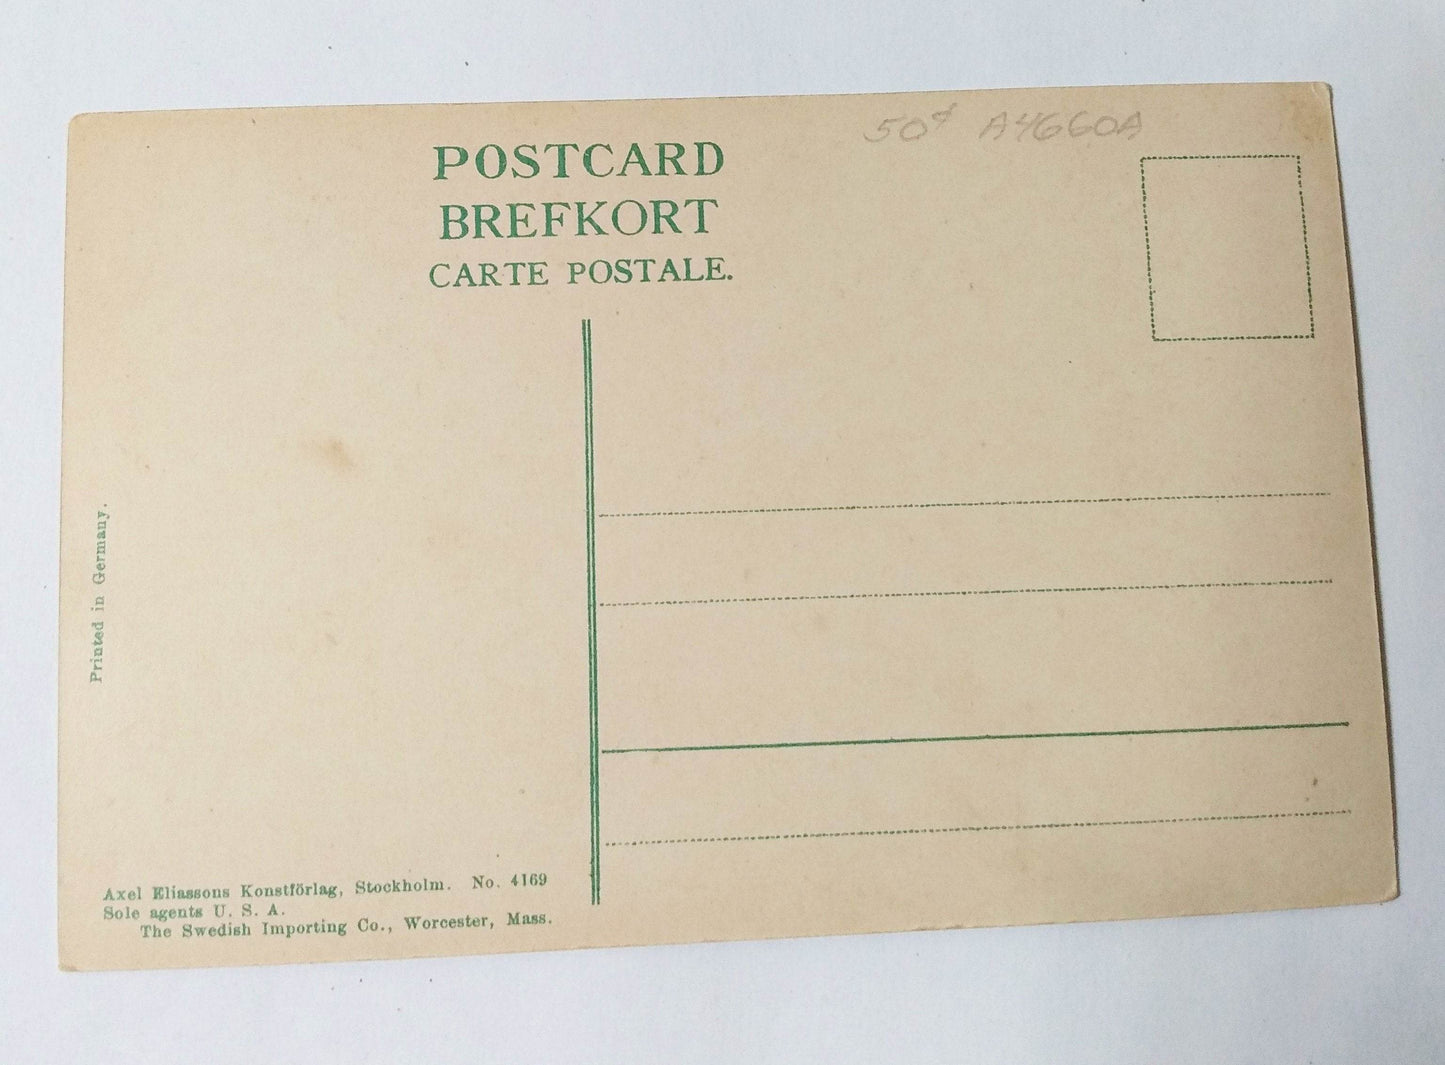 50¢ A4660A
POSTCARD
BREFKORT
CARTE POSTALE.
Printed in Germany.
Axel Eliassons Konstförlag, Stockholm. No. 4169
Sole agents U. S. A.
The Swedish Importing Co., Worcester, Mass.